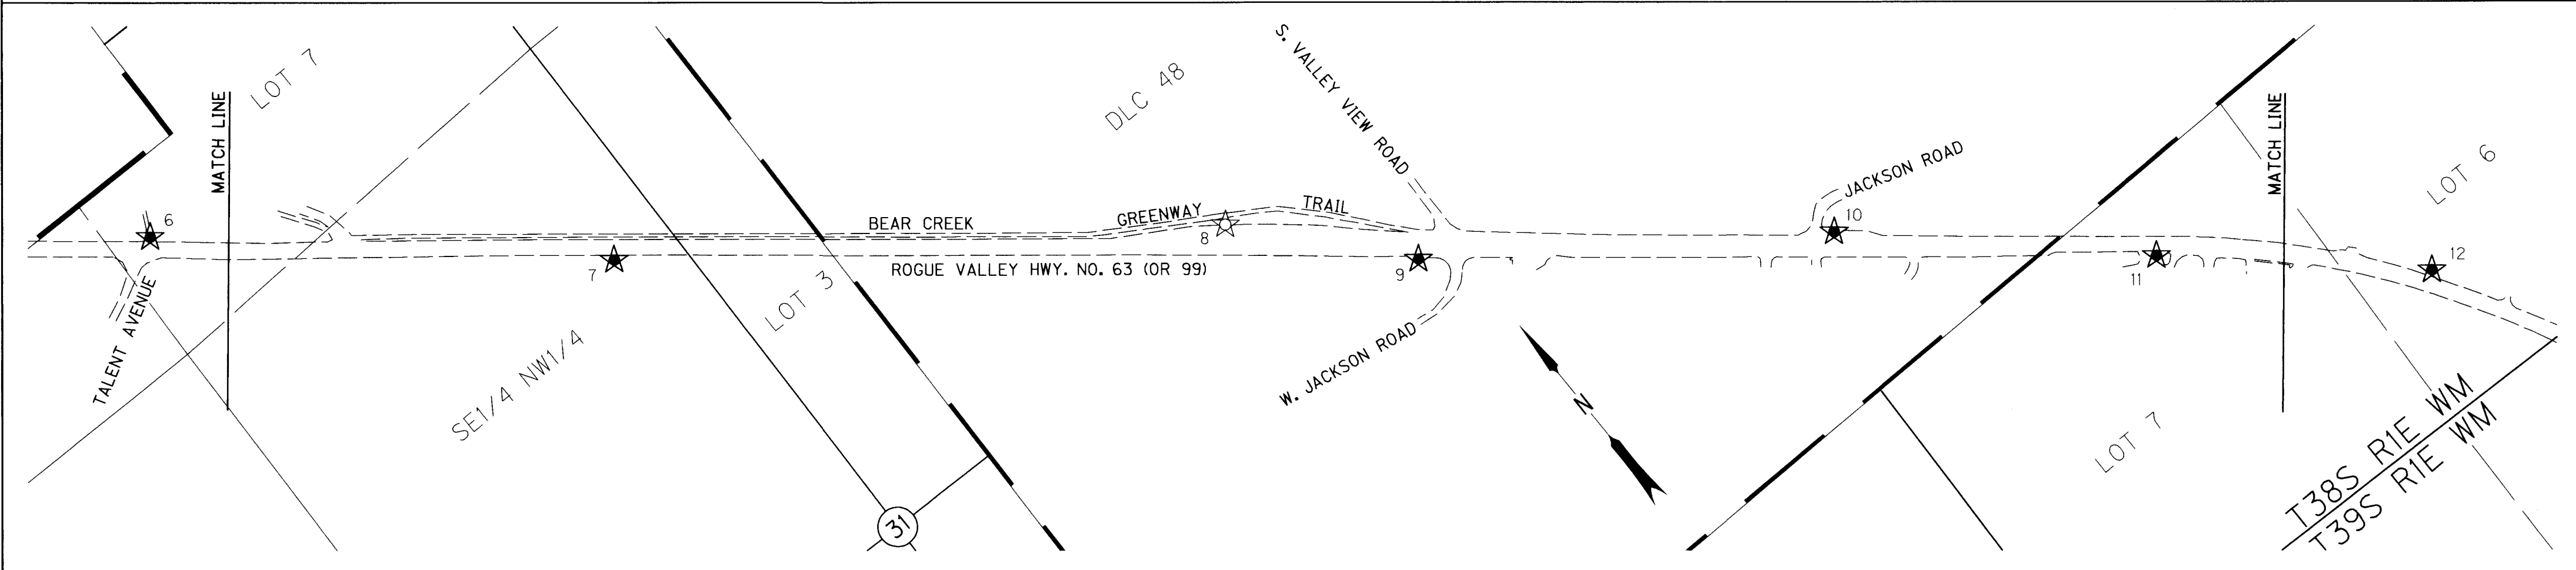 LOT 7
MATCH LINE
6
TALENT AVENUE
SE1/4 NW1/4
7
LOT 3
31
BEAR CREEK
GREENWAY
TRAIL
8
ROGUE VALLEY HWY. NO. 63 (OR 99)
DLC 48
S. VALLEY VIEW ROAD
9
W. JACKSON ROAD
N
JACKSON ROAD
10
11
MATCH LINE
LOT 6
12
LOT 7
T38S R1E WM
T39S R1E WM